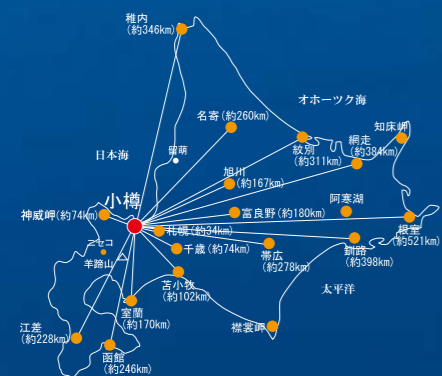 稚内
(約346km)
オホーツク海
名寄(約260km)
知床岬
紋別
(約311km)
網走
(約384km)
留萌
日本海
旭川
(約167km)
小樽
阿寒湖
神威岬(約74km)
富良野(約180km)
根室
(約521km)
札幌(約34km)
ニセコ
羊蹄山
千歳(約74km)
帯広
(約278km)
釧路
(約398km)
苫小牧
(約102km)
太平洋
室蘭
(約170km)
襟裳岬
江差
(約228km)
函館
(約246km)